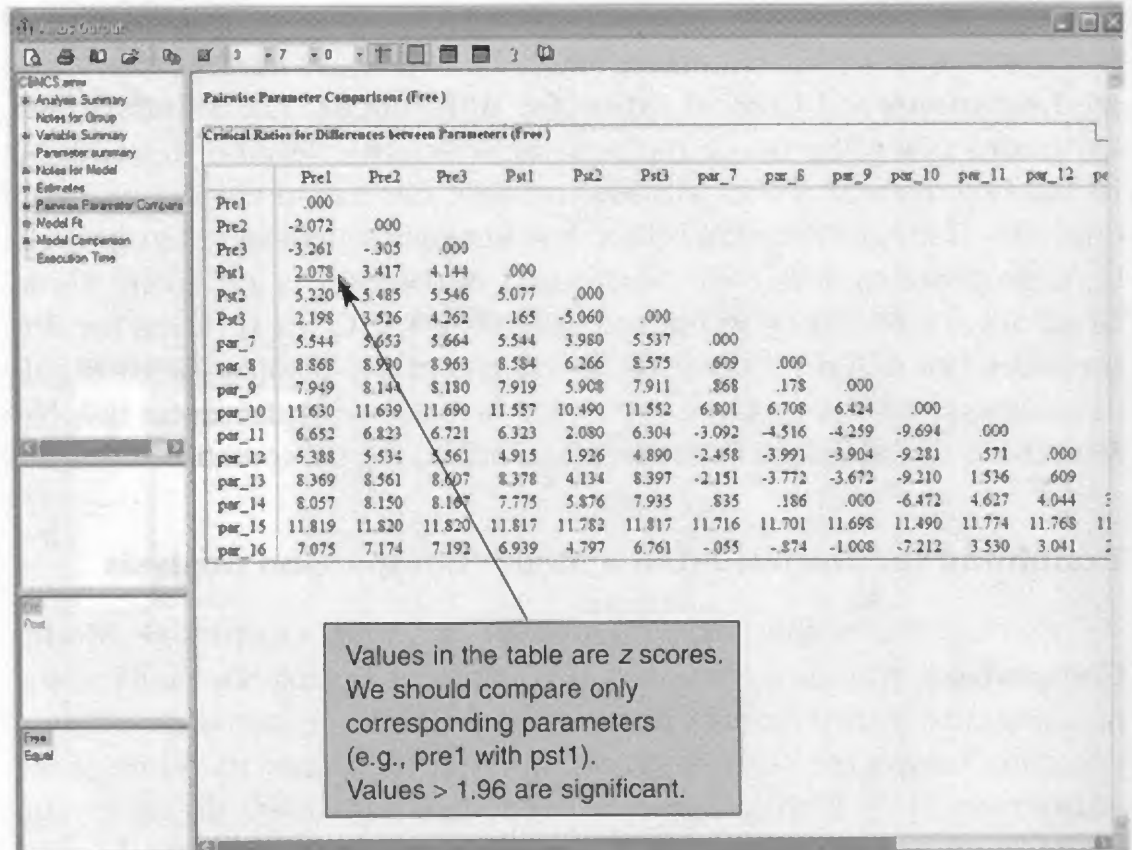 Amos Output
3 7 0
CBNCS.amw
Analysis Summary
Notes for Group
Variable Summary
Parameter summary
Notes for Model
Estimates
Pairwise Parameter Compara
Model Fit
Model Comparison
Execution Time
Post
Free
Equal
Pairwise Parameter Comparisons (Free)
Critical Ratios for Differences between Parameters (Free)
Pre1 Pre2 Pre3 Pst1 Pst2 Pst3 par_7 par_8 par_9 par_10 par_11 par_12
Pre1 .000
Pre2 -2.072 .000
Pre3 -3.261 -.305 .000
Pst1 2.078 3.417 4.144 .000
Pst2 5.220 5.485 5.546 5.077 .000
Pst3 2.198 3.526 4.262 .165 -5.060 .000
par_7 5.544 5.653 5.664 5.544 3.980 5.537 .000
par_8 8.868 8.963 8.584 6.266 8.575 .609 .000
par_9 7.949 8.144 8.180 7.919 5.908 7.911 .868 .178 .000
par_10 11.630 11.639 11.690 11.557 10.490 11.552 6.801 6.708 6.424 .000
par_11 6.652 6.823 6.721 6.323 2.080 6.304 -3.092 -4.516 -4.259 -9.694 .000
par_12 5.388 5.534 5.561 4.915 1.926 4.890 -2.458 -3.991 -3.904 -9.281 .571 .000
par_13 8.369 8.561 8.607 8.378 4.134 8.397 -2.151 -3.772 -3.672 -9.210 1.536 .609
par_14 8.057 8.150 7.775 5.876 7.935 .835 .186 .000 -6.472 4.627 4.044
par_15 11.819 11.820 11.820 11.817 11.782 11.817 11.716 11.701 11.698 11.490 11.774 11.768 11
par_16 7.075 7.174 7.192 6.939 4.797 6.761 -.055 -.874 -1.008 -7.212 3.530 3.041
Values in the table are z scores.
We should compare only
corresponding parameters
(e.g., pre1 with pst1).
Values > 1.96 are significant.